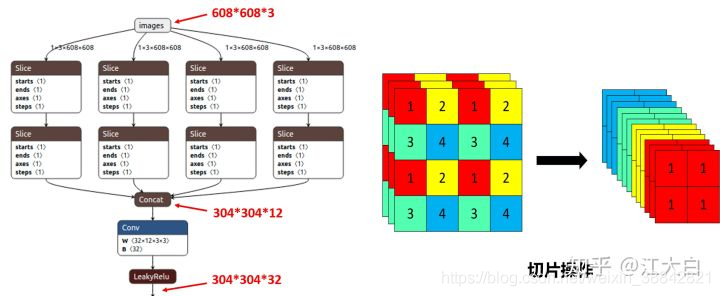 608*608*3
images
1×3×608×608 1×3×608×608 1×3×608×608 1×3×608×608
Slice Slice Slice Slice
starts ⟨1⟩ starts ⟨1⟩ starts ⟨1⟩ starts ⟨1⟩
ends ⟨1⟩ ends ⟨1⟩ ends ⟨1⟩ ends ⟨1⟩
axes ⟨1⟩ axes ⟨1⟩ axes ⟨1⟩ axes ⟨1⟩
steps ⟨1⟩ steps ⟨1⟩ steps ⟨1⟩ steps ⟨1⟩
Slice Slice Slice Slice
starts ⟨1⟩ starts ⟨1⟩ starts ⟨1⟩ starts ⟨1⟩
ends ⟨1⟩ ends ⟨1⟩ ends ⟨1⟩ ends ⟨1⟩
axes ⟨1⟩ axes ⟨1⟩ axes ⟨1⟩ axes ⟨1⟩
steps ⟨1⟩ steps ⟨1⟩ steps ⟨1⟩ steps ⟨1⟩
Concat
304*304*12
Conv
W ⟨32×12×3×3⟩
B ⟨32⟩
LeakyRelu
304*304*32
1 2 1 2
3 4 3 4
1 2 1 2
3 4 3 4
1 1
1 1
切片操作
知乎 @江大白
https://blog.csdn.net/weixin_38842821